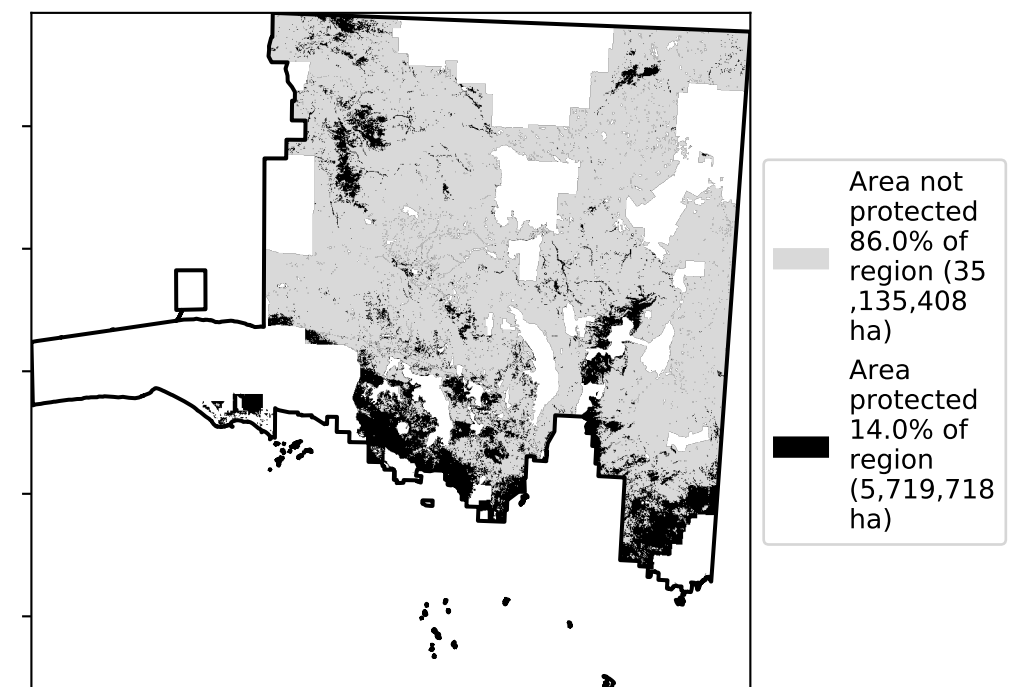 Area not
protected
86.0% of
region (35
,135,408
ha)
Area
protected
14.0% of
region
(5,719,718
ha)